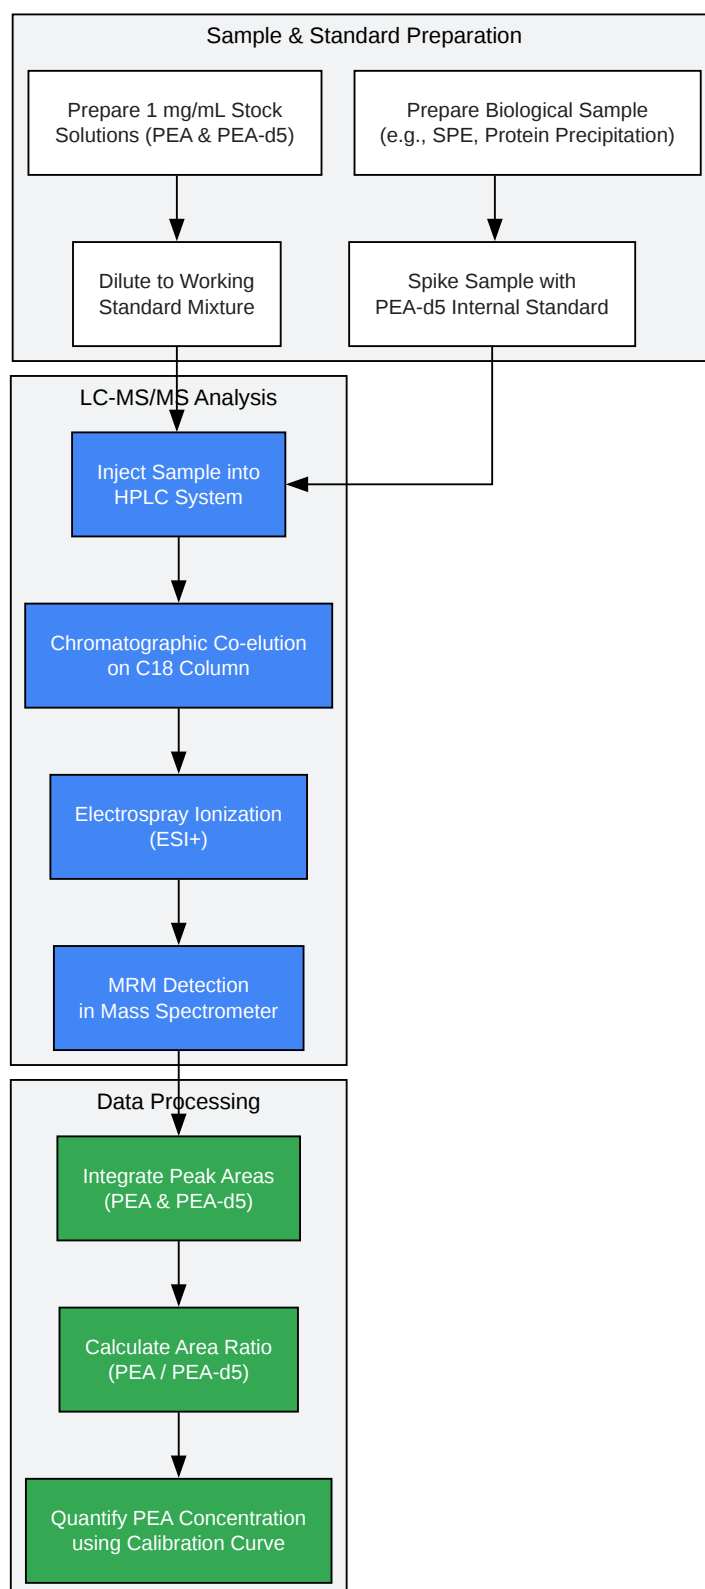 Sample & Standard Preparation
Prepare 1 mg/mL Stock
Solutions (PEA & PEA-d5)
Prepare Biological Sample
(e.g., SPE, Protein Precipitation)
Dilute to Working
Standard Mixture
Spike Sample with
PEA-d5 Internal Standard
LC-MS/MS Analysis
Inject Sample into
HPLC System
Chromatographic Co-elution
on C18 Column
Electrospray Ionization
(ESI+)
MRM Detection
in Mass Spectrometer
Data Processing
Integrate Peak Areas
(PEA & PEA-d5)
Calculate Area Ratio
(PEA / PEA-d5)
Quantify PEA Concentration
using Calibration Curve